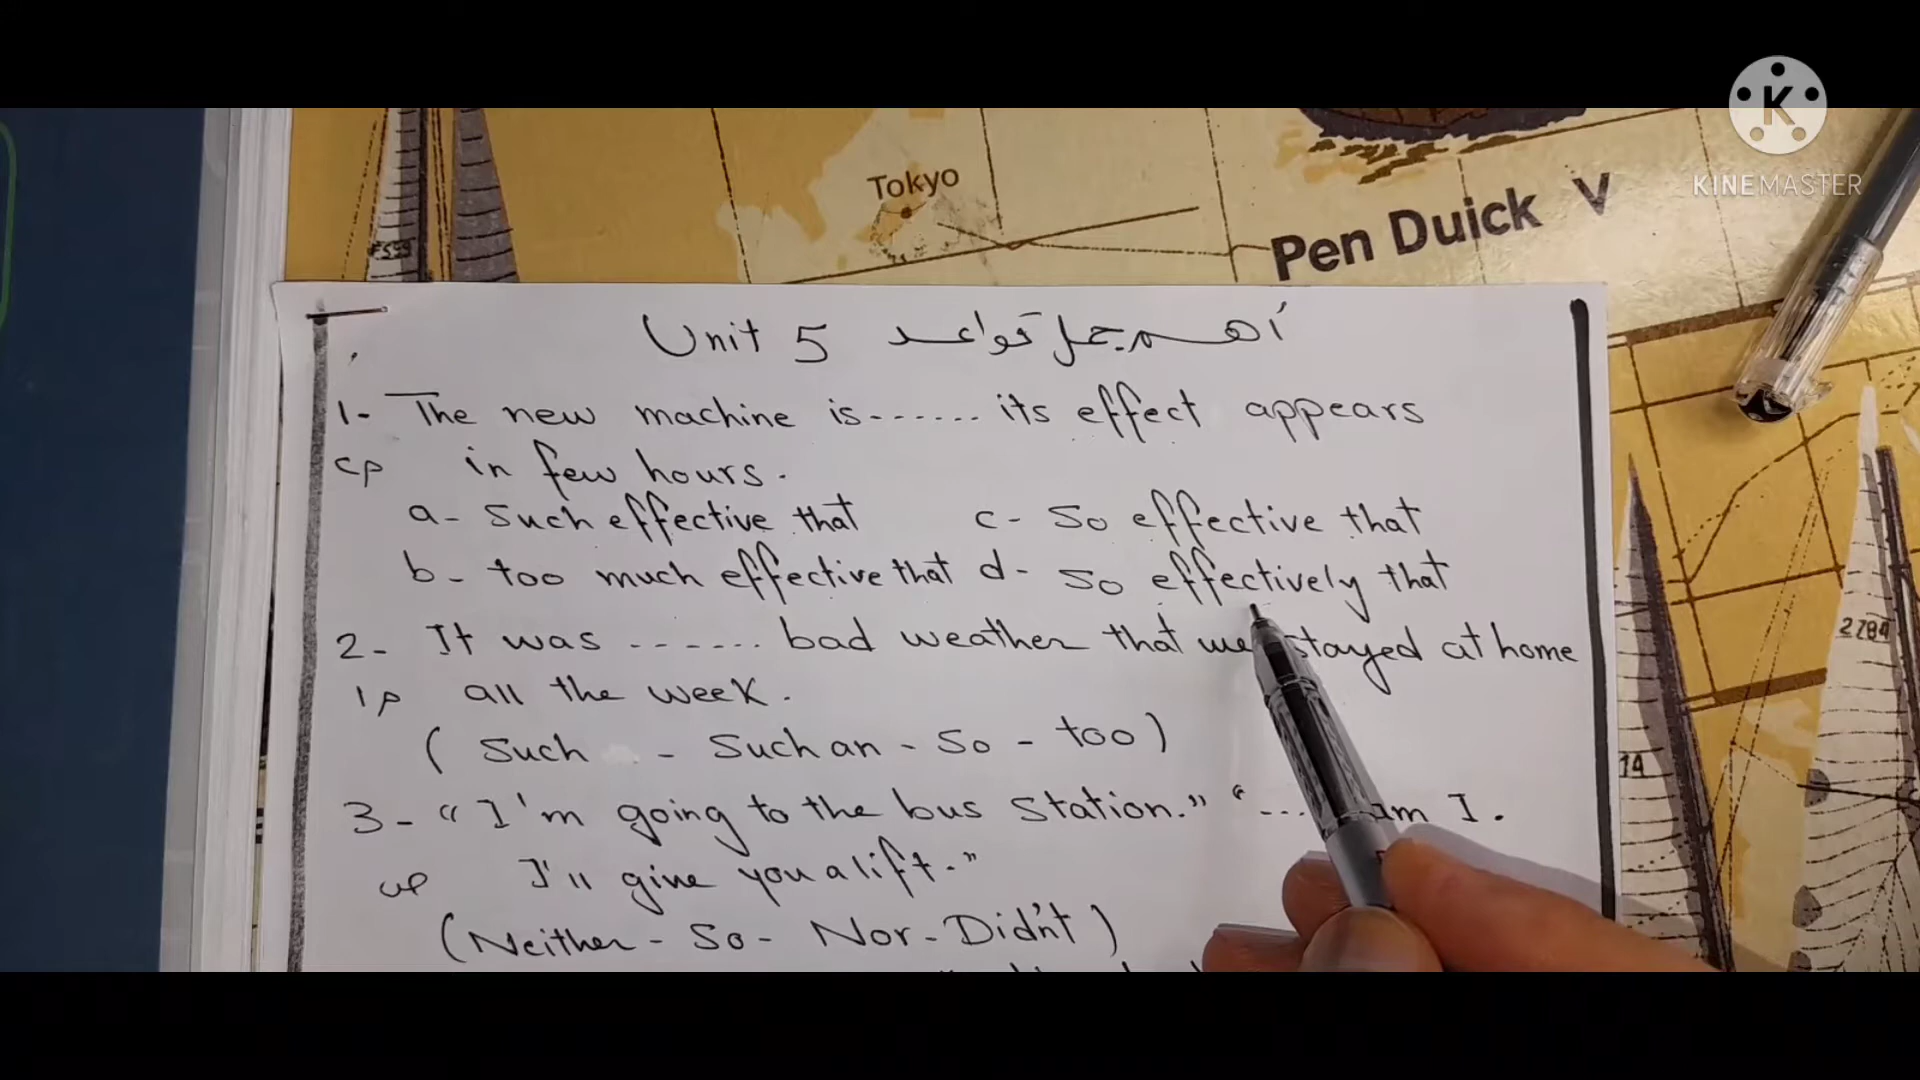 K
KINEMASTER
Tokyo
Pen Duick V
Unit 5 أهم جمل قواعد
1- The new machine is ------ its effect appears
in few hours.
a- Such effective that c- So effective that
b- too much effective that d- so effectively that
2- It was ------ bad weather that we stayed at home
all the week.
(Such - Such an - So - too)
3- "I'm going to the bus station." "... am I.
I'll give you a lift."
(Neither - So - Nor - Didn't)
2784
14